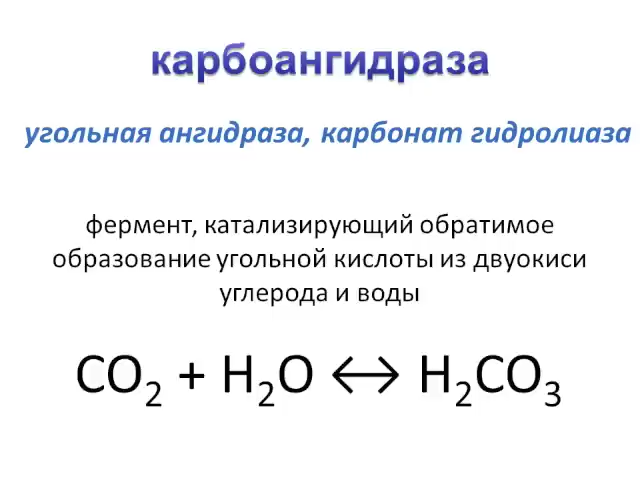 карбоангидраза
угольная ангидраза, карбонат гидролиаза
фермент, катализирующий обратимое
образование угольной кислоты из двуокиси
углерода и воды
CO₂ + H₂O ↔ H₂CO₃